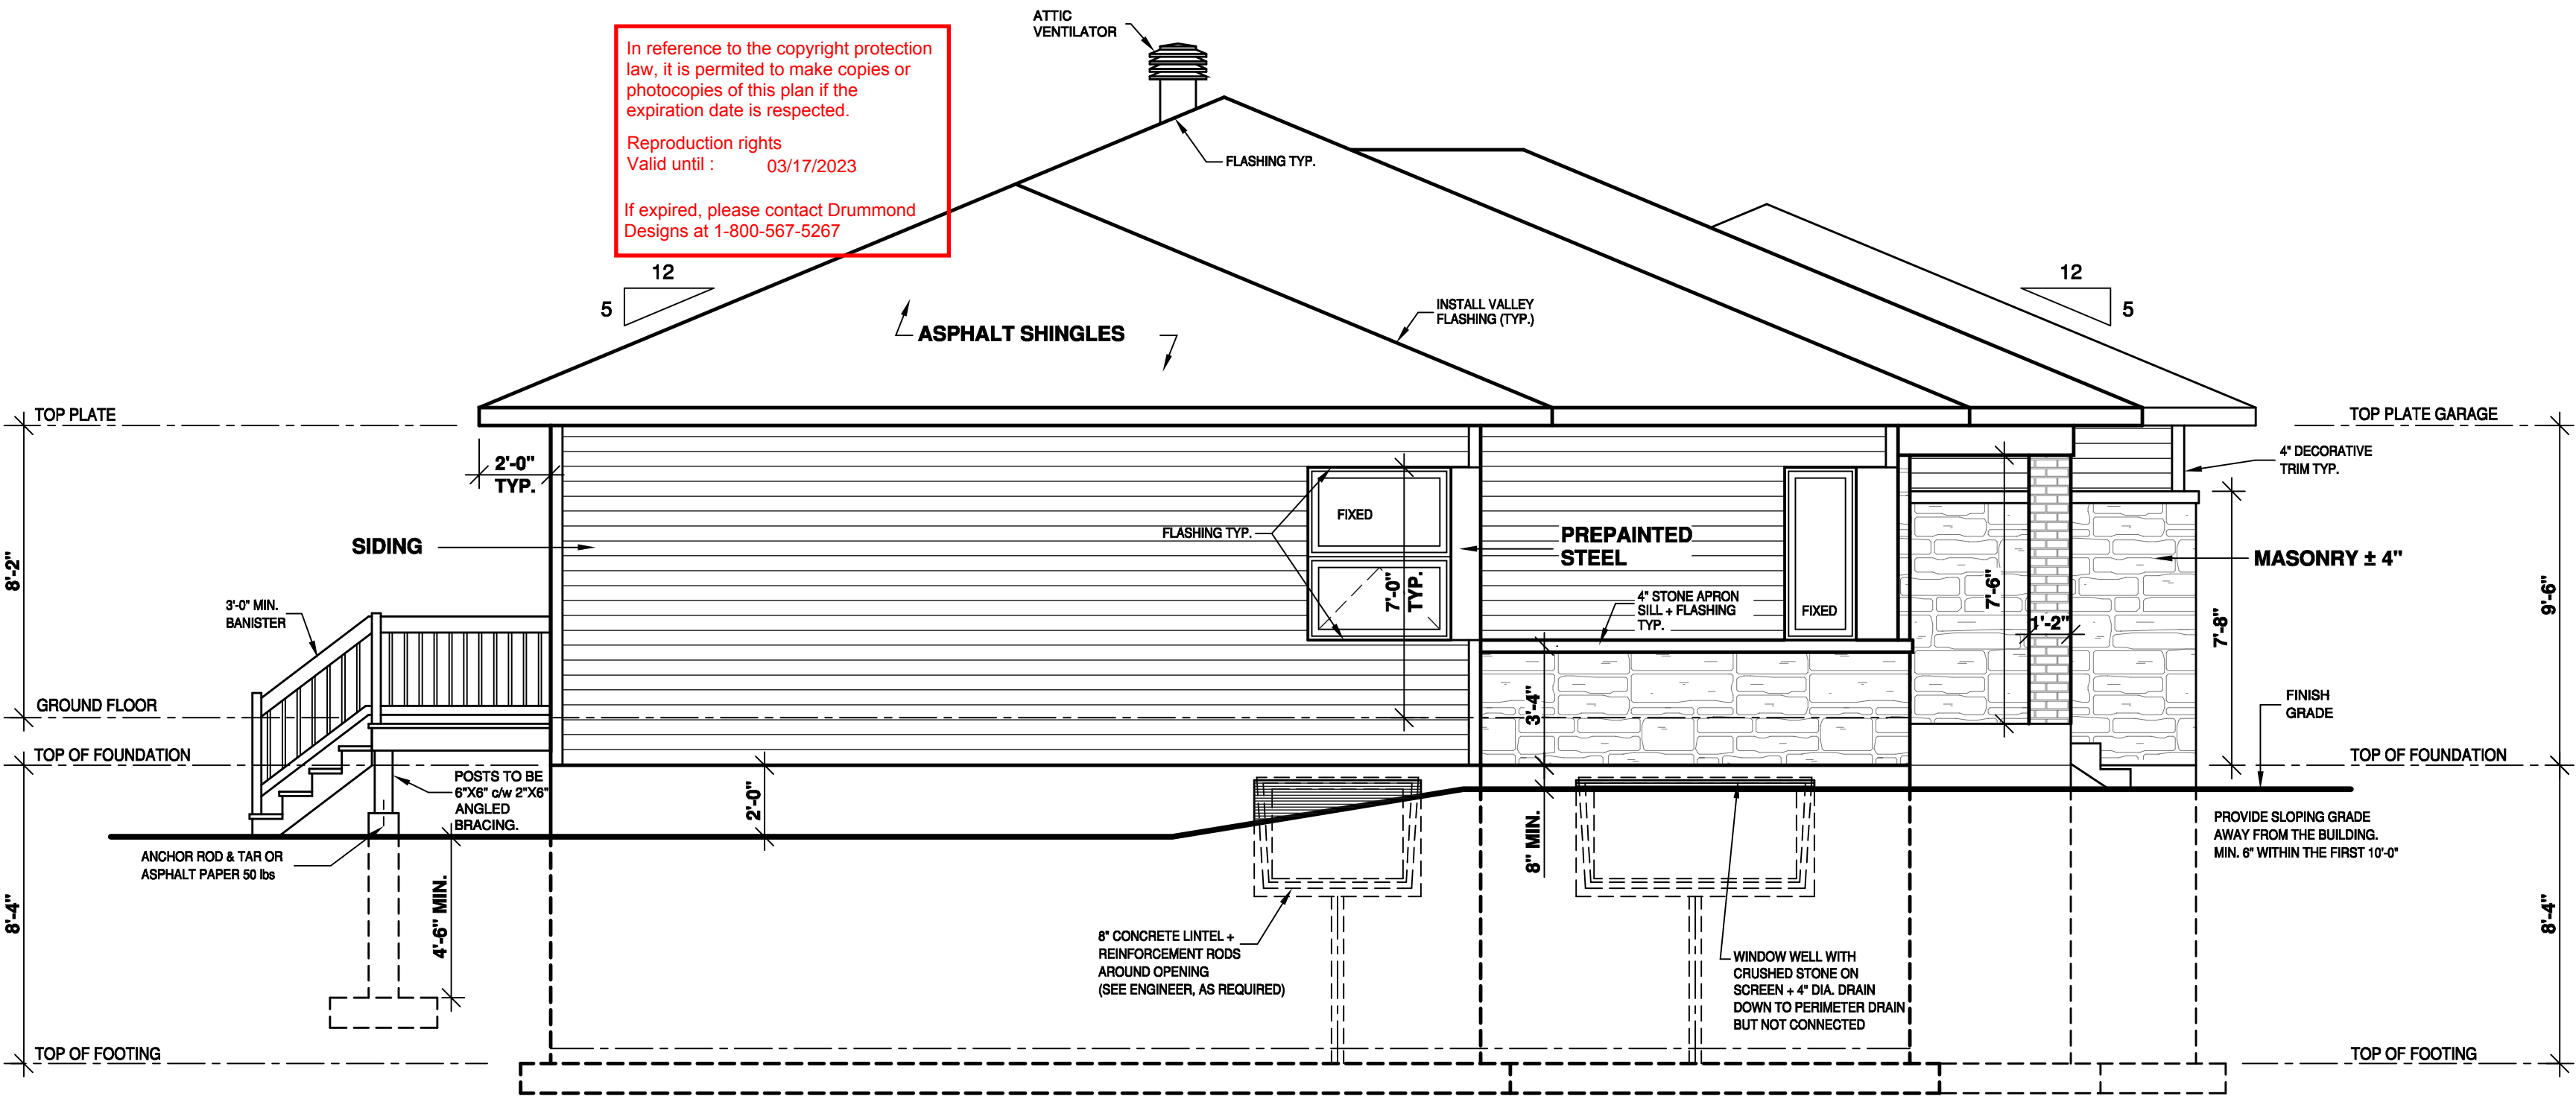 ATTIC
VENTILATOR
In reference to the copyright protection
law, it is permited to make copies or
photocopies of this plan if the
expiration date is respected.
Reproduction rights
Valid until : 03/17/2023
If expired, please contact Drummond
Designs at 1-800-567-5267
FLASHING TYP.
12
5
12
5
INSTALL VALLEY
FLASHING (TYP.)
ASPHALT SHINGLES
TOP PLATE
TOP PLATE GARAGE
2'-0"
TYP.
4" DECORATIVE
TRIM TYP.
FIXED
FLASHING TYP.
SIDING
PREPAINTED
STEEL
MASONRY ± 4"
8'-2"
7'-0"
TYP.
7'-6"
9'-6"
3'-0" MIN.
BANISTER
4" STONE APRON
SILL + FLASHING
TYP.
FIXED
1'-2"
7'-8"
GROUND FLOOR
3'-4"
FINISH
GRADE
TOP OF FOUNDATION
TOP OF FOUNDATION
POSTS TO BE
6"X6" c/w 2"X6"
ANGLED
BRACING.
2'-0"
8" MIN.
PROVIDE SLOPING GRADE
AWAY FROM THE BUILDING.
MIN. 6" WITHIN THE FIRST 10'-0"
ANCHOR ROD & TAR OR
ASPHALT PAPER 50 lbs
8'-4"
4'-6" MIN.
8'-4"
8" CONCRETE LINTEL +
REINFORCEMENT RODS
AROUND OPENING
(SEE ENGINEER, AS REQUIRED)
WINDOW WELL WITH
CRUSHED STONE ON
SCREEN + 4" DIA. DRAIN
DOWN TO PERIMETER DRAIN
BUT NOT CONNECTED
TOP OF FOOTING
TOP OF FOOTING